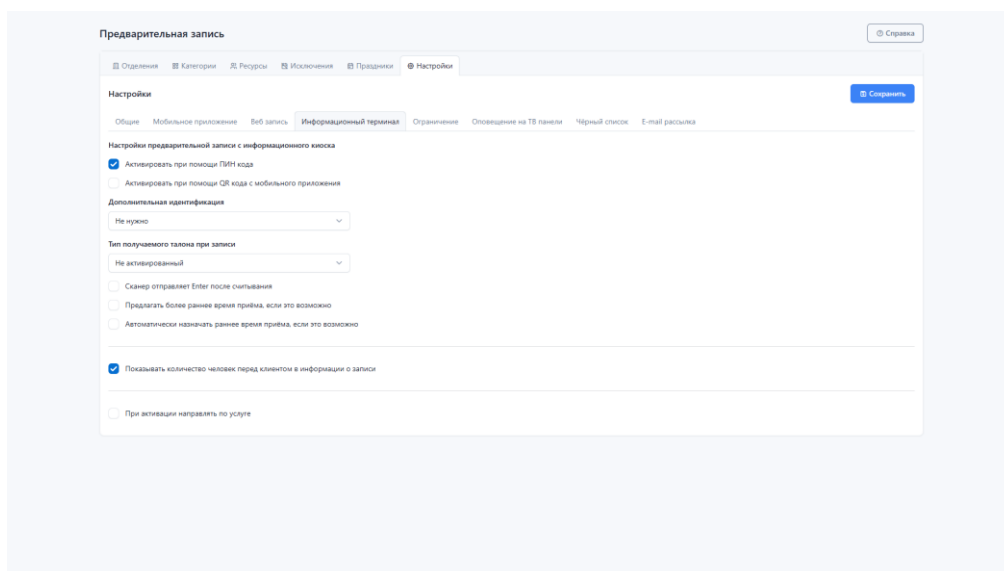 Предварительная запись
Справка
Отделения Категории Ресурсы Исключения Праздники Настройки
Настройки
Сохранить
Общие Мобильное приложение Веб запись Информационный терминал Ограничение Оповещение на ТВ панели Чёрный список E-mail рассылка
Настройки предварительной записи с информационного киоска
Активировать при помощи ПИН кода
Активировать при помощи QR кода с мобильного приложения
Дополнительная идентификация
Не нужно
Тип получаемого талона при записи
Не активированный
Сканер отправляет Enter после считывания
Предлагать более раннее время приёма, если это возможно
Автоматически назначать раннее время приёма, если это возможно
Показывать количество человек перед клиентом в информации о записи
При активации направлять по услуге